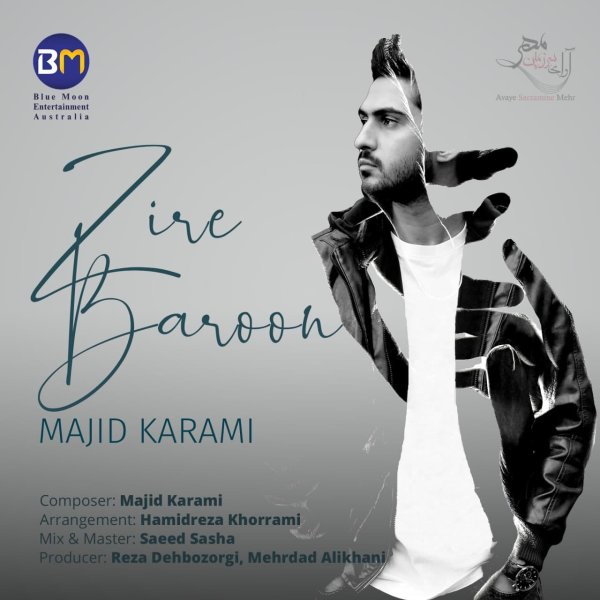 BM
Blue Moon
Entertainment
Australia
Avaye Sarzamine Mehr
Zire
Baroon
MAJID KARAMI
Composer: Majid Karami
Arrangement: Hamidreza Khorrami
Mix & Master: Saeed Sasha
Producer: Reza Dehbozorgi, Mehrdad Alikhani